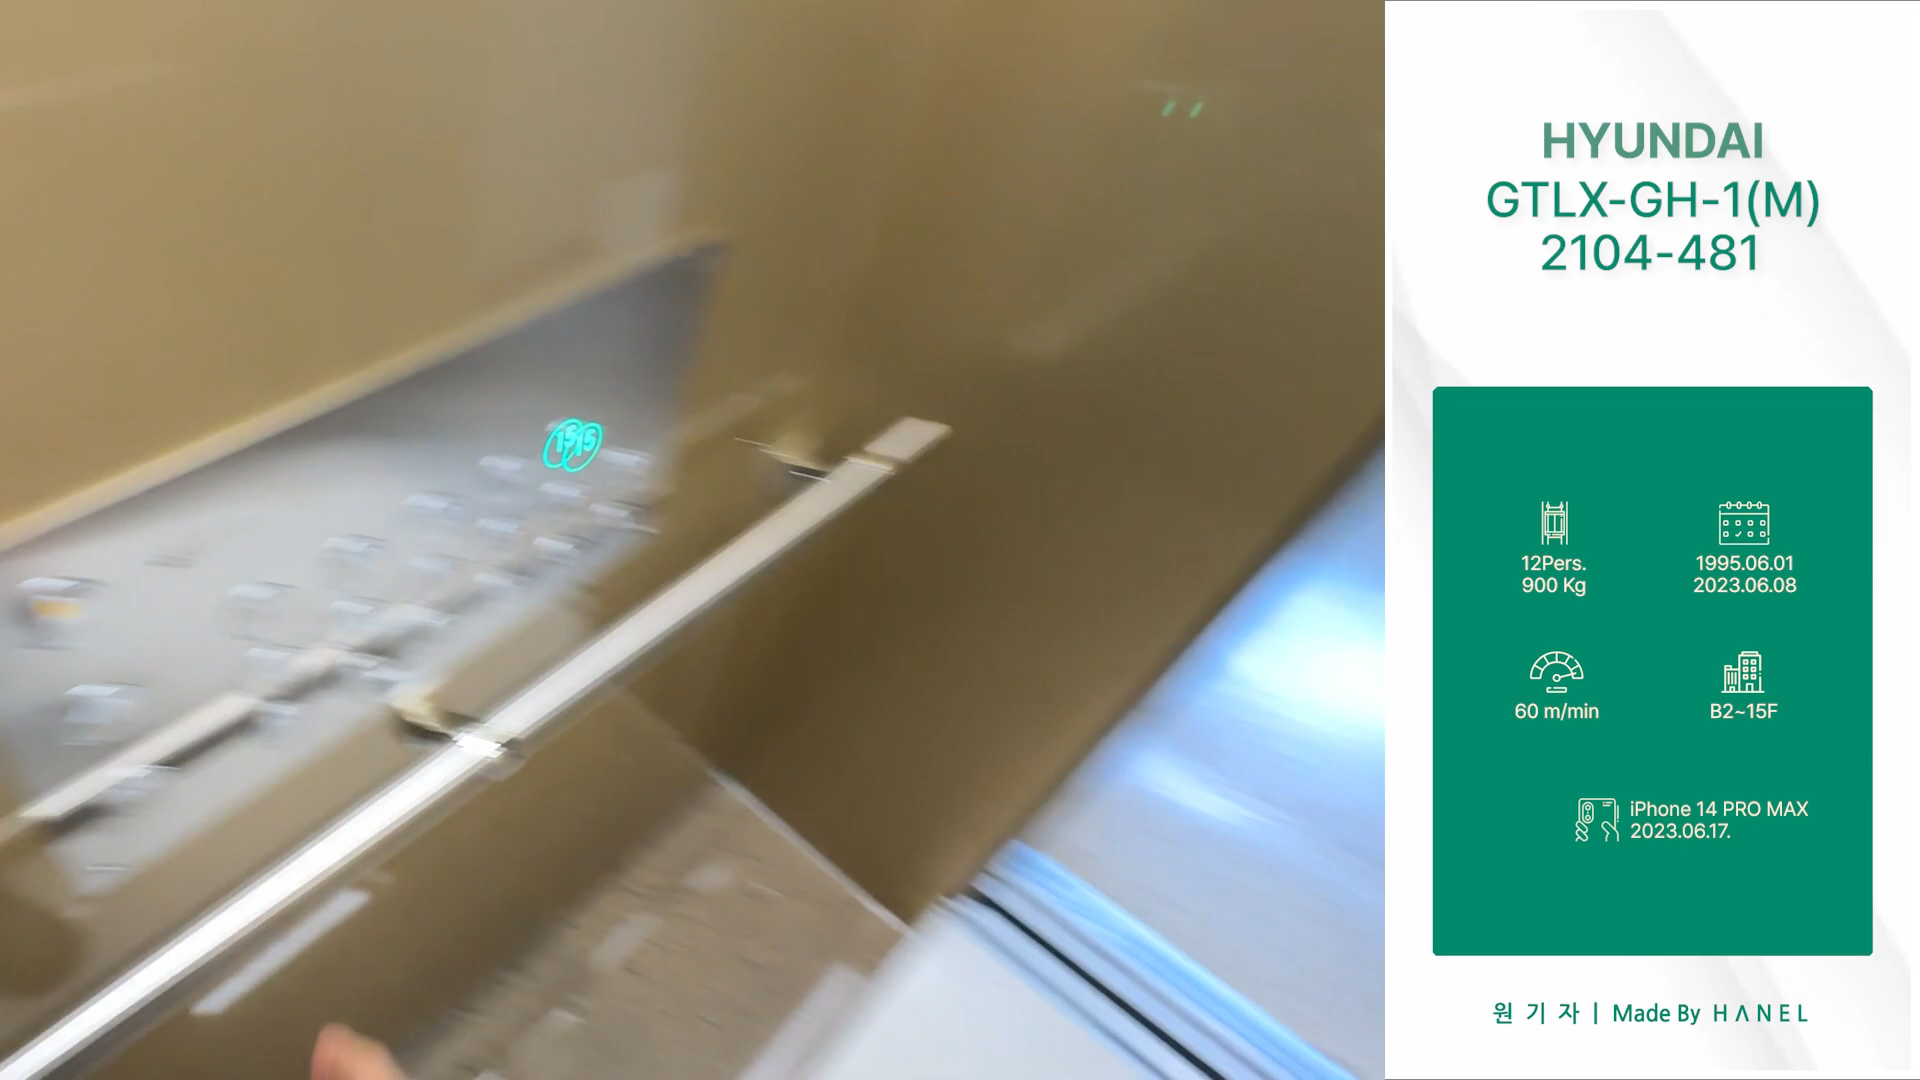 HYUNDAI
GTLX-GH-1(M)
2104-481
15
12Pers.
900 Kg
1995.06.01
2023.06.08
60 m/min
B2~15F
iPhone 14 PRO MAX
2023.06.17.
원 기 자 | Made By HANEL